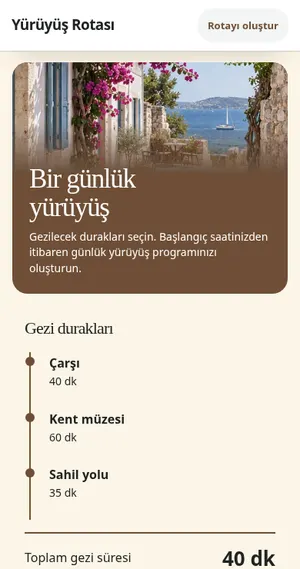 Yürüyüş Rotası
Rotayı oluştur
Bir günlük
yürüyüş
Gezilecek durakları seçin. Başlangıç saatinizden
itibaren günlük yürüyüş programınızı
oluşturun.
Gezi durakları
Çarşı
40 dk
Kent müzesi
60 dk
Sahil yolu
35 dk
Toplam gezi süresi
40 dk